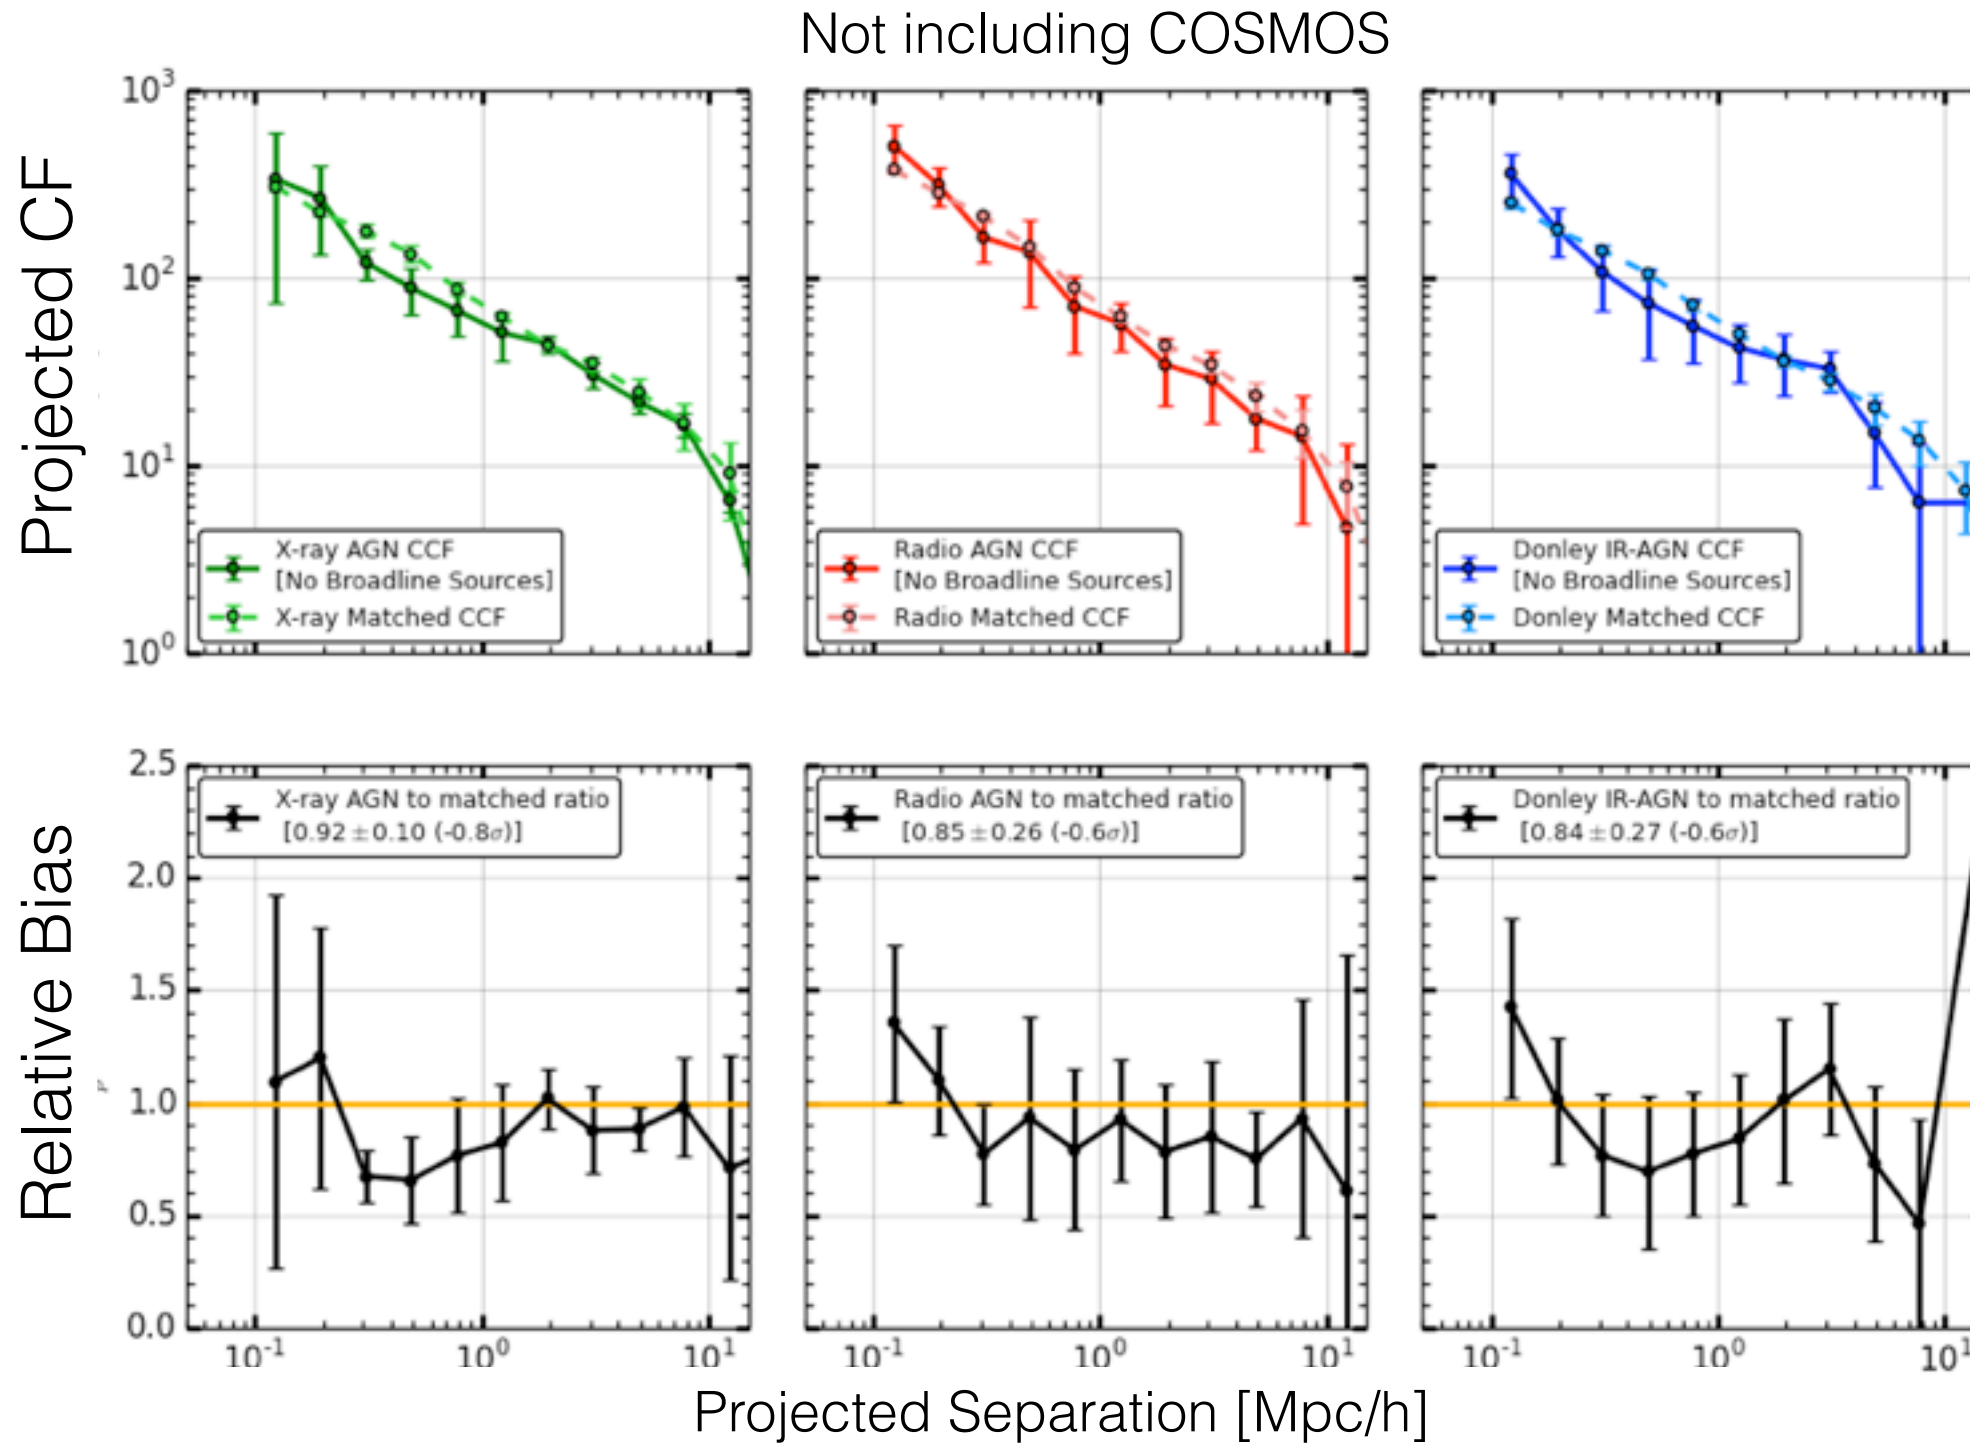 Not including COSMOS
Projected CF
10³
10²
10¹
10⁰
X-ray AGN CCF
[No Broadline Sources]
X-ray Matched CCF
Radio AGN CCF
[No Broadline Sources]
Radio Matched CCF
Donley IR-AGN CCF
[No Broadline Sources]
Donley Matched CCF
Relative Bias
2.5
2.0
1.5
1.0
0.5
0.0
X-ray AGN to matched ratio
[0.92±0.10 (-0.8σ)]
Radio AGN to matched ratio
[0.85±0.26 (-0.6σ)]
Donley IR-AGN to matched ratio
[0.84±0.27 (-0.6σ)]
10⁻¹ 10⁰ 10¹ 10⁻¹ 10⁰ 10¹ 10⁻¹ 10⁰ 10¹
Projected Separation [Mpc/h]